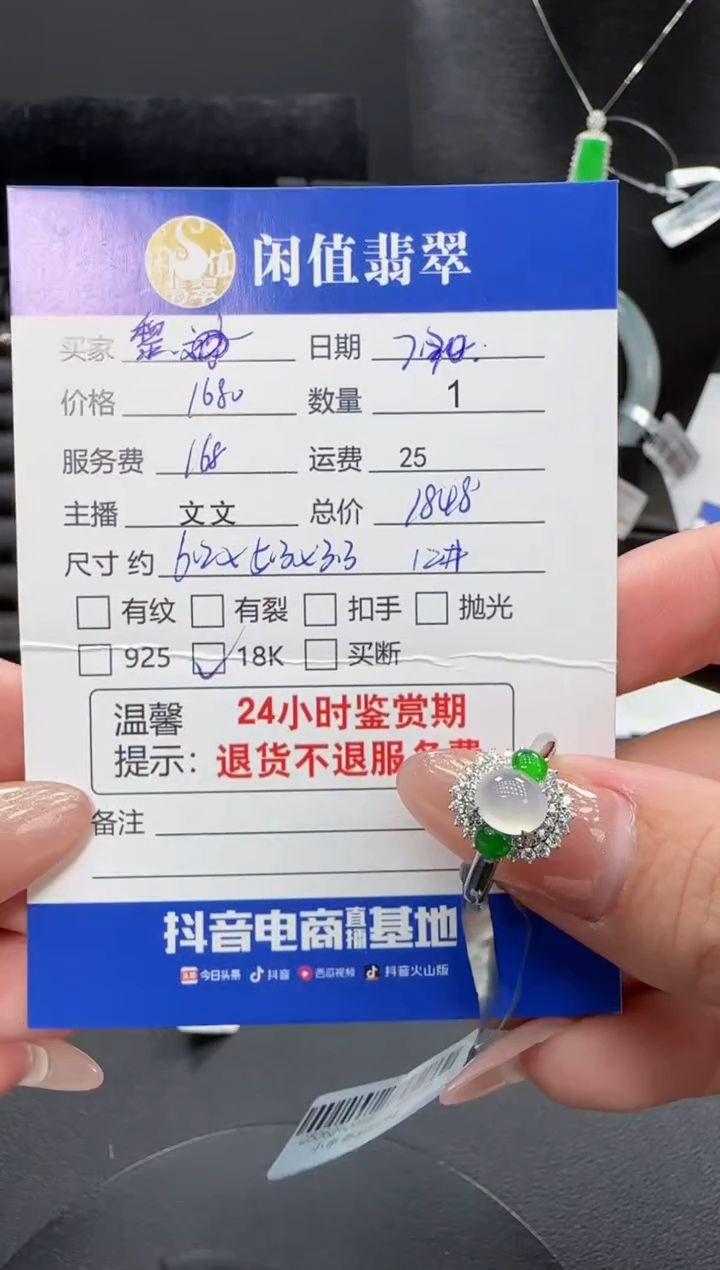 闲值翡翠
买家 日期
价格 1680 数量 1
服务费 168 运费 25
主播 文文 总价 1848
尺寸约 6.20x5.3x3.3 12#
有纹 有裂 扣手 抛光
925 18K 买断
温馨提示: 24小时鉴赏期
退货不退服务费
备注
抖音电商直播基地
今日头条 抖音 西瓜视频 抖音火山版